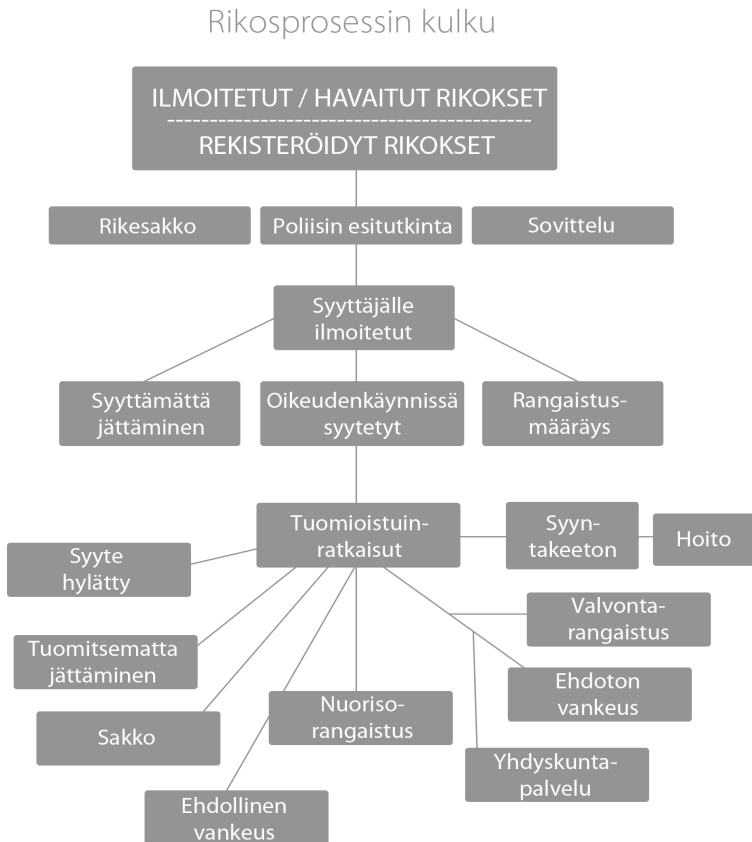 Rikosprosessin kulku
ILMOITETUT / HAVAITUT RIKOKSET
REKISTERÖIDYT RIKOKSET
Rikesakko
Poliisin esitutkinta
Sovittelu
Syyttäjälle
ilmoitetut
Syyttämättä
jättäminen
Oikeudenkäynnissä
syytetyt
Rangaistus-
määräys
Tuomioistuin-
ratkaisut
Syyn-
takeeton
Hoito
Syyte
hylätty
Valvonta-
rangaistus
Tuomitsematta
jättäminen
Ehdoton
vankeus
Nuoriso-
rangaistus
Sakko
Yhdyskunta-
palvelu
Ehdollinen
vankeus